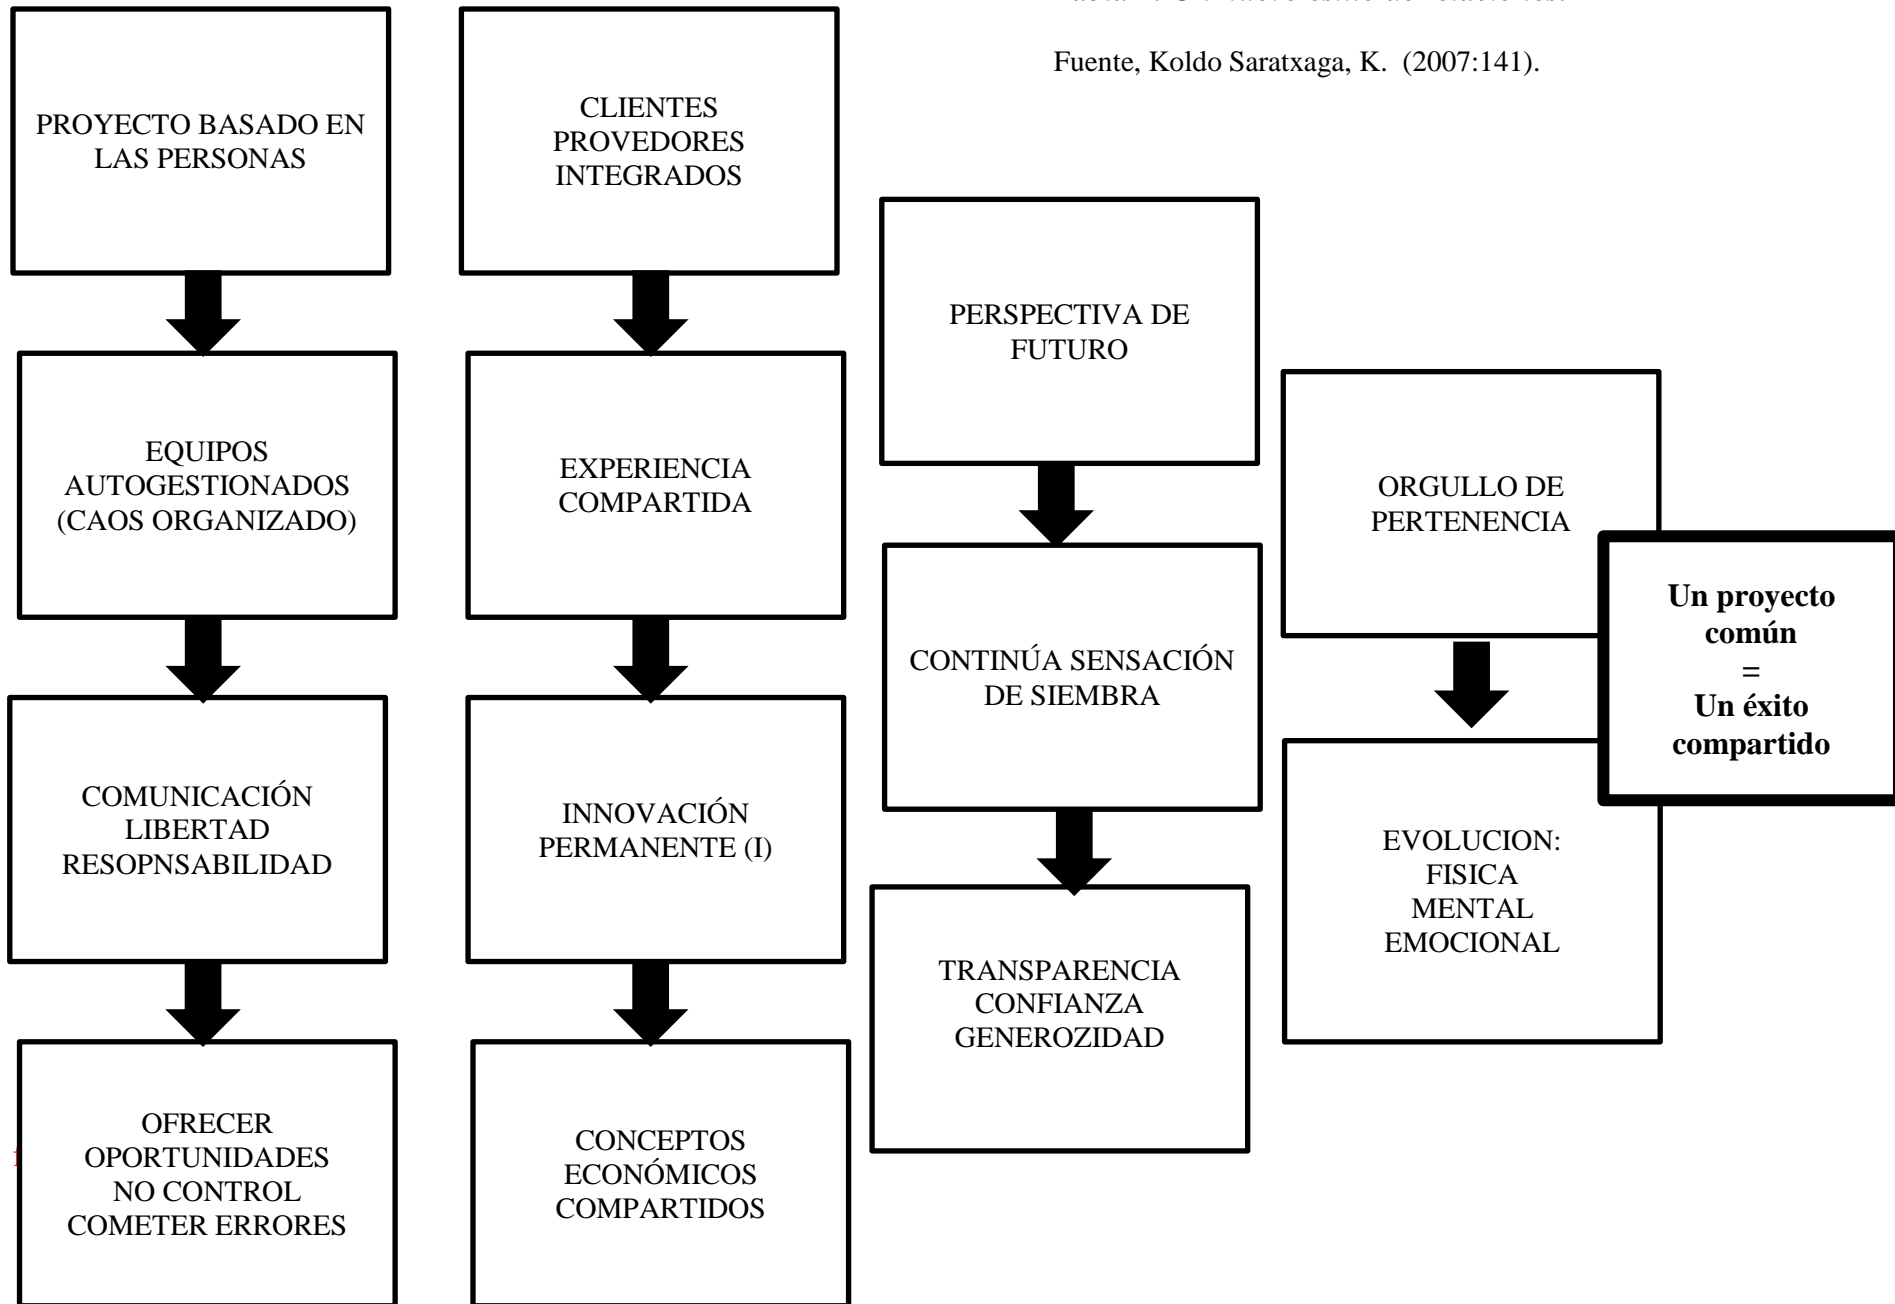 Fuente, Koldo Saratxaga, K. (2007:141).
PROYECTO BASADO EN
LAS PERSONAS
EQUIPOS
AUTOGESTIONADOS
(CAOS ORGANIZADO)
COMUNICACIÓN
LIBERTAD
RESOPNSABILIDAD
OFRECER
OPORTUNIDADES
NO CONTROL
COMETER ERRORES
CLIENTES
PROVEDORES
INTEGRADOS
EXPERIENCIA
COMPARTIDA
INNOVACIÓN
PERMANENTE (I)
CONCEPTOS
ECONÓMICOS
COMPARTIDOS
PERSPECTIVA DE
FUTURO
CONTINÚA SENSACIÓN
DE SIEMBRA
TRANSPARENCIA
CONFIANZA
GENEROZIDAD
ORGULLO DE
PERTENENCIA
EVOLUCION:
FISICA
MENTAL
EMOCIONAL
Un proyecto
común
=
Un éxito
compartido